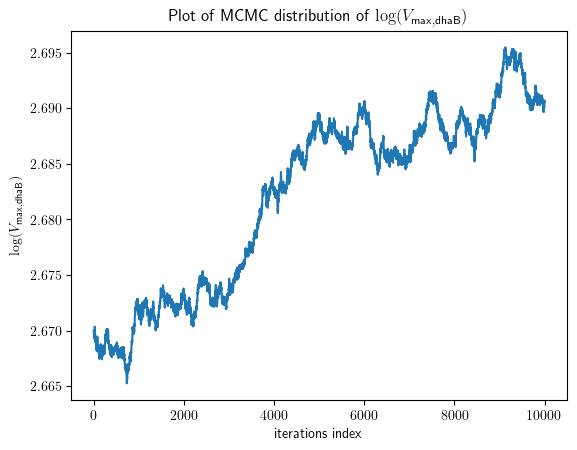 Plot of MCMC distribution of log(V_max,dhaB)
log(V_max,dhaB)
2.695
2.690
2.685
2.680
2.675
2.670
2.665
0 2000 4000 6000 8000 10000
iterations index